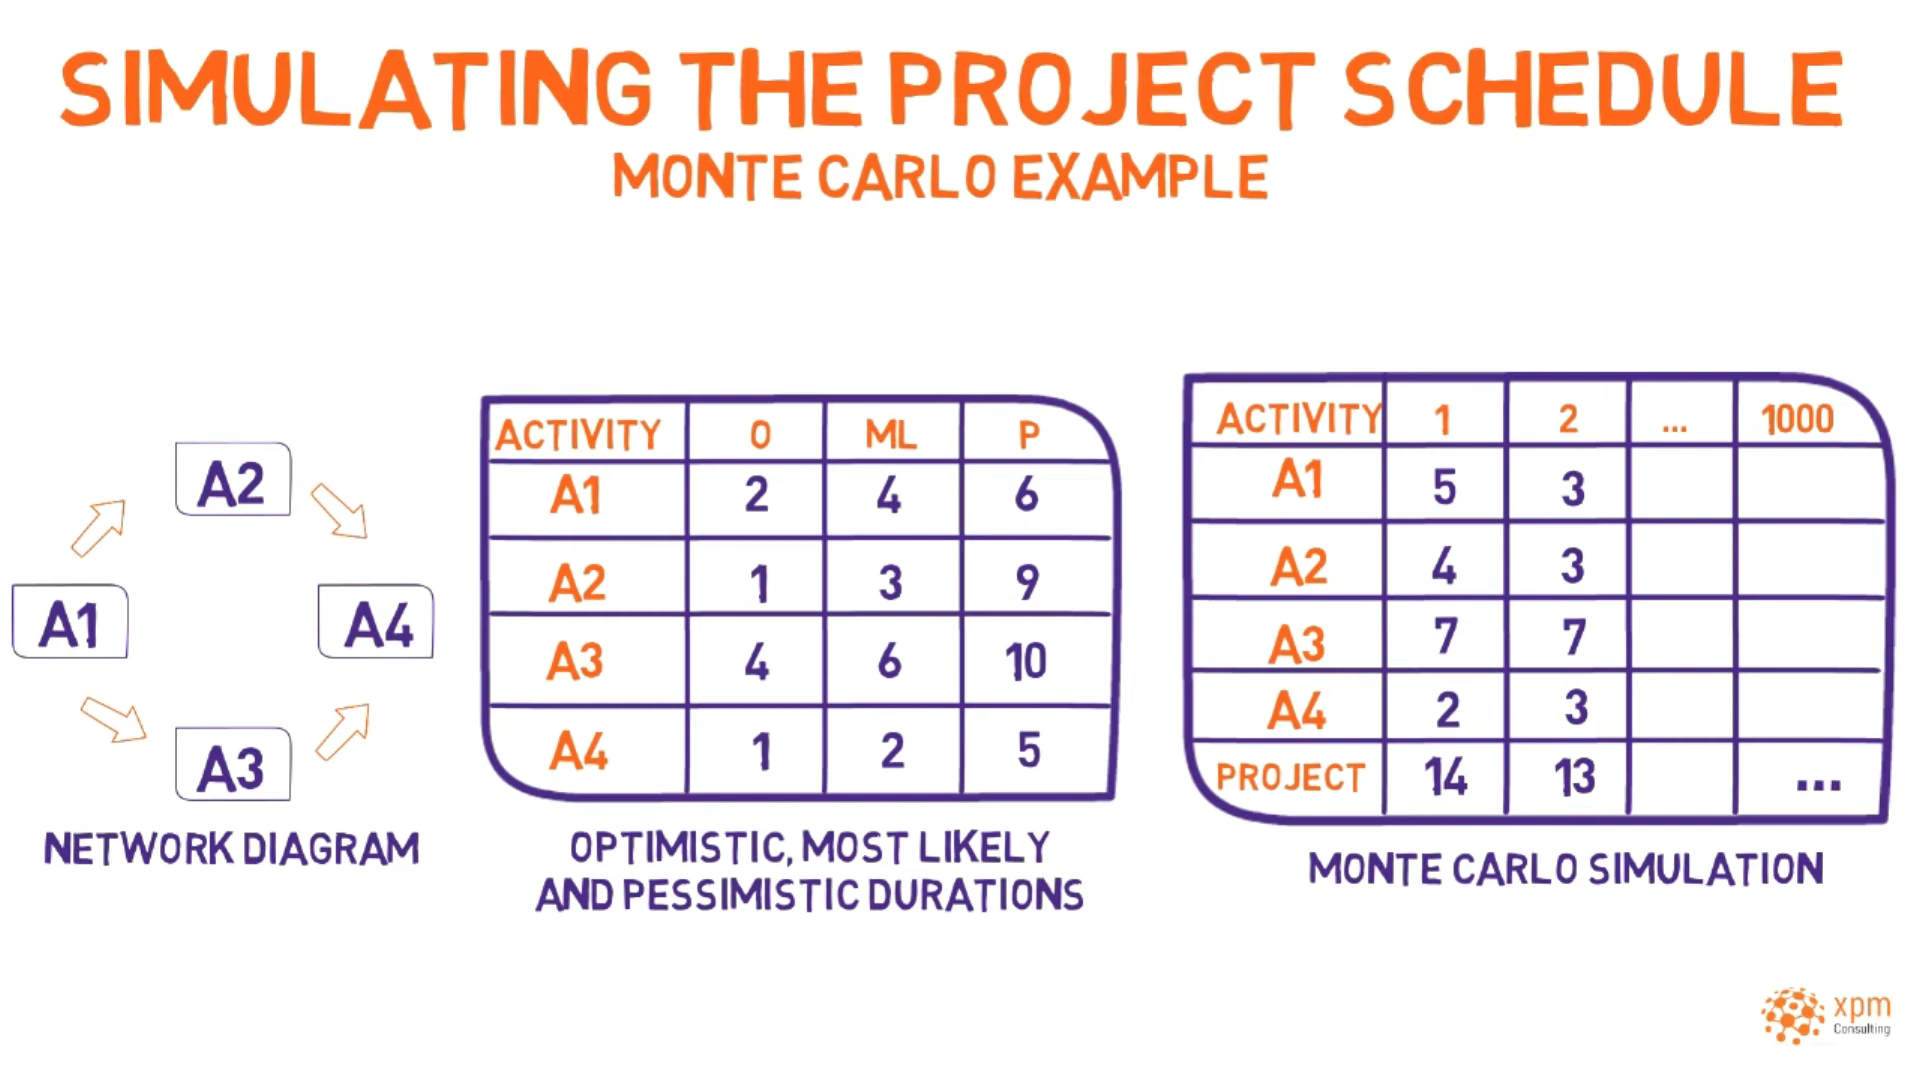 SIMULATING THE PROJECT SCHEDULE
MONTE CARLO EXAMPLE
A2
A1
A4
A3
NETWORK DIAGRAM
ACTIVITY O ML P
A1 2 4 6
A2 1 3 9
A3 4 6 10
A4 1 2 5
OPTIMISTIC, MOST LIKELY
AND PESSIMISTIC DURATIONS
ACTIVITY 1 2 ... 1000
A1 5 3
A2 4 3
A3 7 7
A4 2 3
PROJECT 14 13 ...
MONTE CARLO SIMULATION
xpm
Consulting